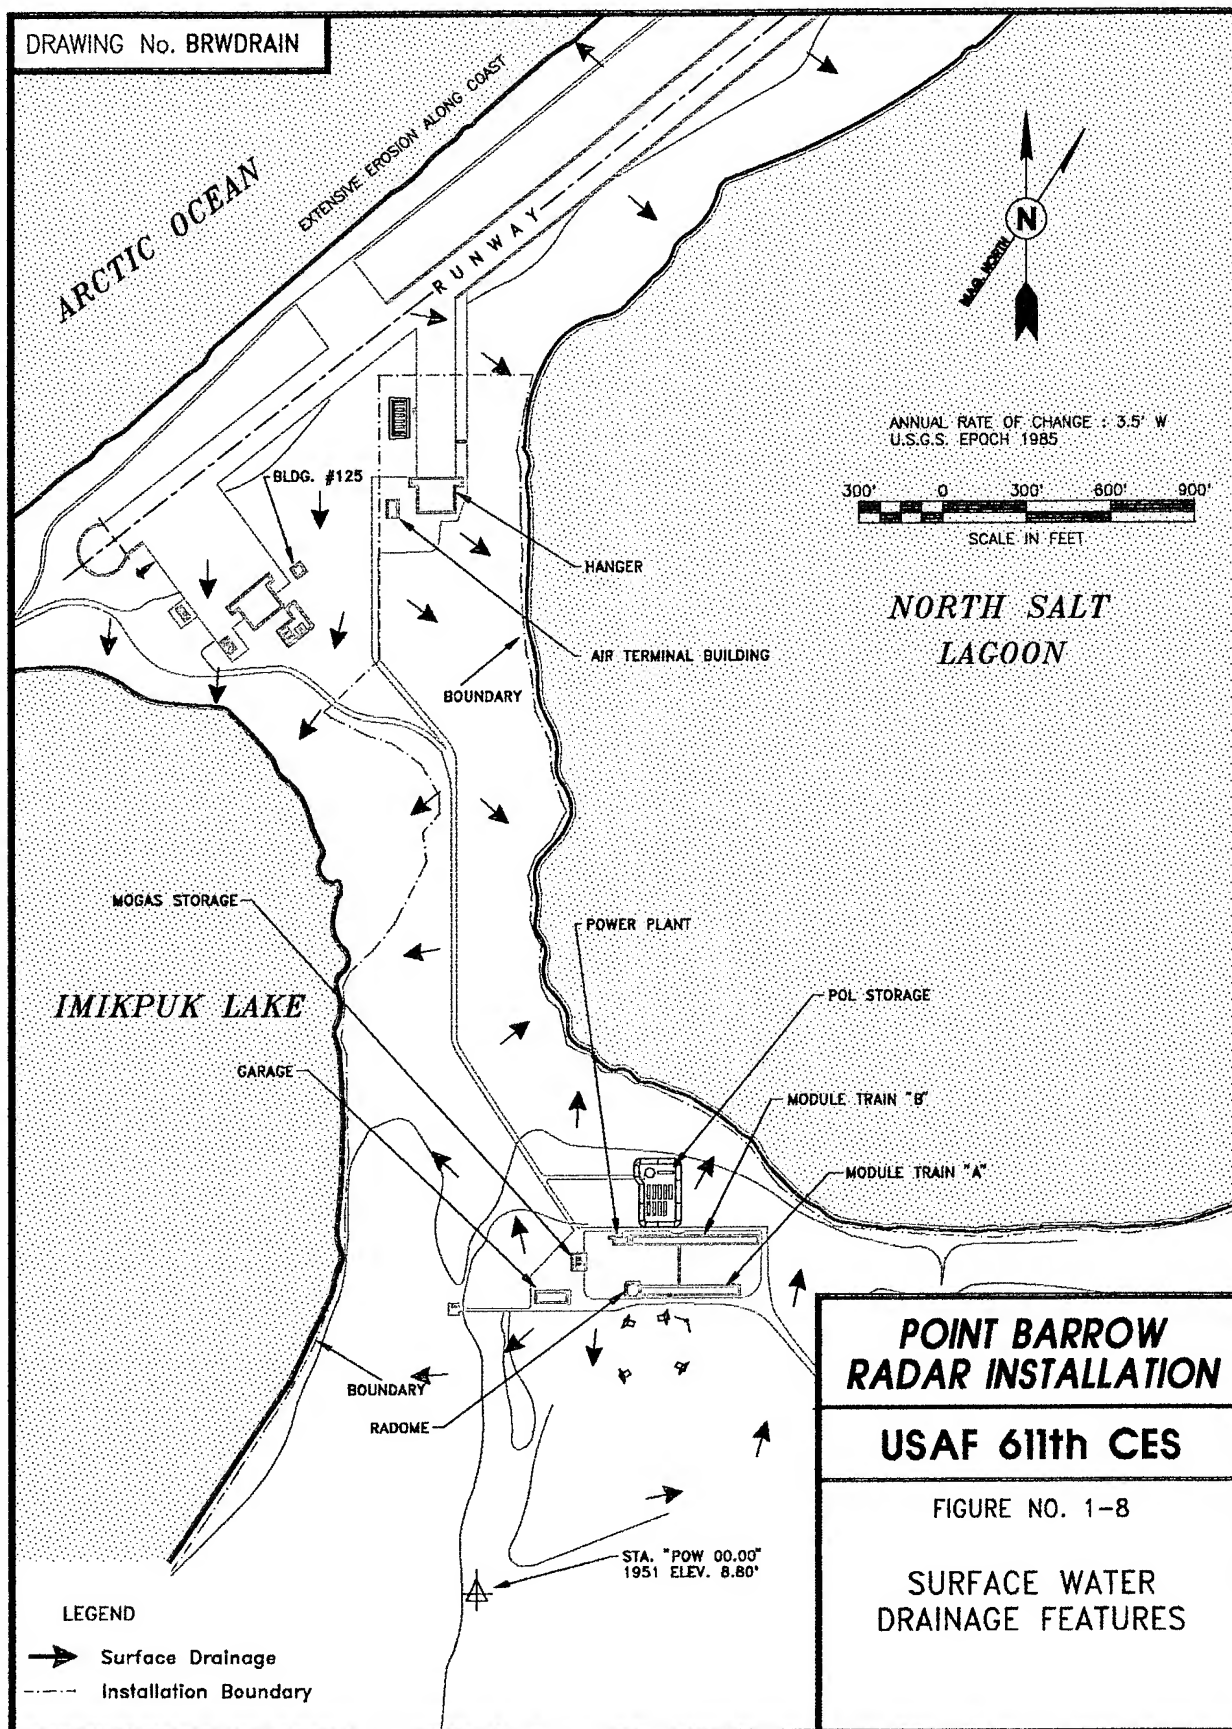 DRAWING No. BRWDRAIN
EXTENSIVE EROSION ALONG COAST
ARCTIC OCEAN
RUNWAY
N
MAG. NORTH
ANNUAL RATE OF CHANGE : 3.5' W
U.S.G.S. EPOCH 1985
300' 0 300' 600' 900'
SCALE IN FEET
BLDG. #125
HANGER
NORTH SALT
LAGOON
AIR TERMINAL BUILDING
BOUNDARY
MOGAS STORAGE
POWER PLANT
POL STORAGE
IMIKPUK LAKE
GARAGE
MODULE TRAIN "B"
MODULE TRAIN "A"
BOUNDARY
RADOME
STA. "POW 00.00"
1951 ELEV. 8.80'
POINT BARROW
RADAR INSTALLATION
USAF 611th CES
FIGURE NO. 1-8
SURFACE WATER
DRAINAGE FEATURES
LEGEND
Surface Drainage
Installation Boundary